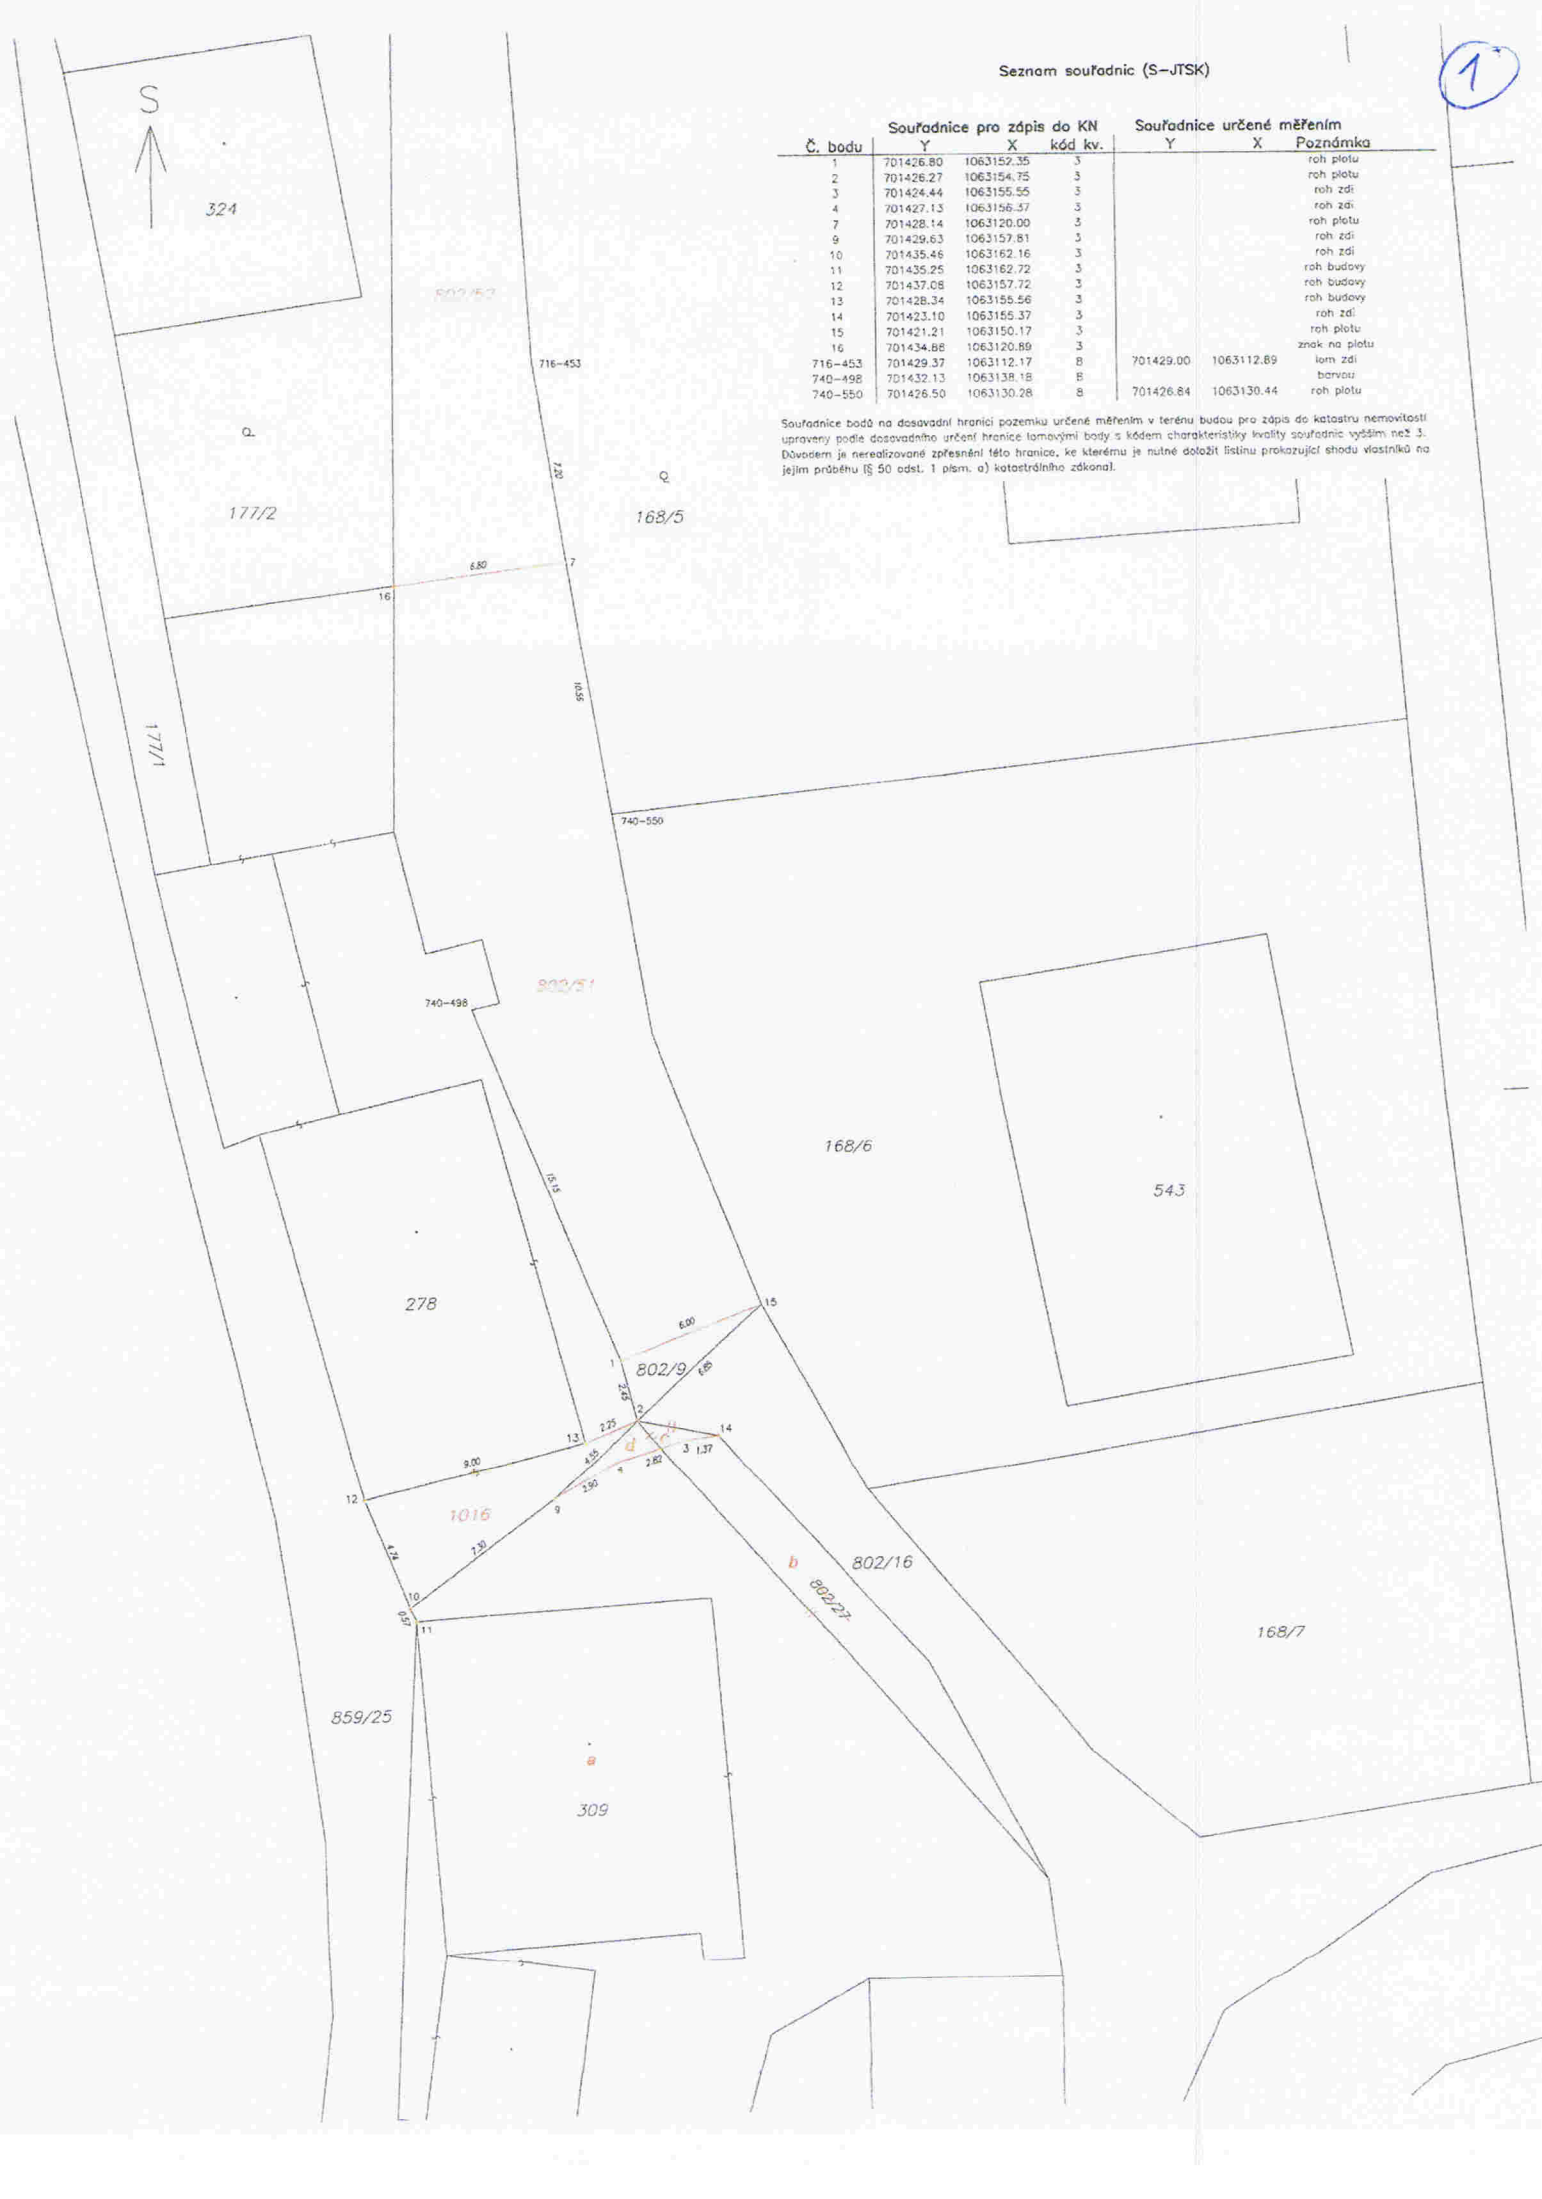 Seznam souřadnic (S-JTSK)
1
Souřadnice pro zápis do KN Souřadnice určené měřením
Č. bodu Y X kód kv. Y X Poznámka
1 701426.80 1063152.35 3 roh plotu
2 701426.27 1063154.75 3 roh plotu
3 701424.44 1063155.55 3 roh zdi
4 701427.13 1063156.37 3 roh zdi
7 701428.14 1063120.00 3 roh plotu
9 701429.63 1063157.81 3 roh zdi
10 701435.46 1063162.16 3 roh zdi
11 701435.25 1063162.72 3 roh budovy
12 701437.08 1063157.72 3 roh budovy
13 701428.34 1063155.56 3 roh budovy
14 701423.10 1063155.37 3 roh zdi
15 701421.21 1063150.17 3 roh plotu
16 701434.88 1063120.89 3 znak na plotu
716-453 701429.37 1063112.17 8 701429.00 1063112.89 lom zdi
740-498 701432.13 1063138.18 8 barvou
740-550 701426.50 1063130.28 8 701426.84 1063130.44 roh plotu
Souřadnice bodů na dosavadní hranici pozemku určené měřením v terénu budou pro zápis do katastru nemovitostí
upraveny podle dosavadního určení hranice lomovými body s kódem charakteristiky kvality souřadnic vyšším než 3.
Důvodem je nerealizované zpřesnění této hranice, ke kterému je nutné doložit listinu prokazující shodu vlastníků na
jejím průběhu [§ 50 odst. 1 písm. a) katastrálního zákona].
S
324
802/52
716-453
7.20
177/2
168/5
6.80
7
16
10.55
177/1
740-550
802/51
740-498
168/6
543
15.15
278
15
6.00
1
802/9
6.85
2.45
2
14
13
2.25
d
c
3
1.37
4.55
2.82
4
9.00
2.90
12
9
1016
7.30
4.74
b
802/16
802/27
10
0.57
11
168/7
859/25
a
309